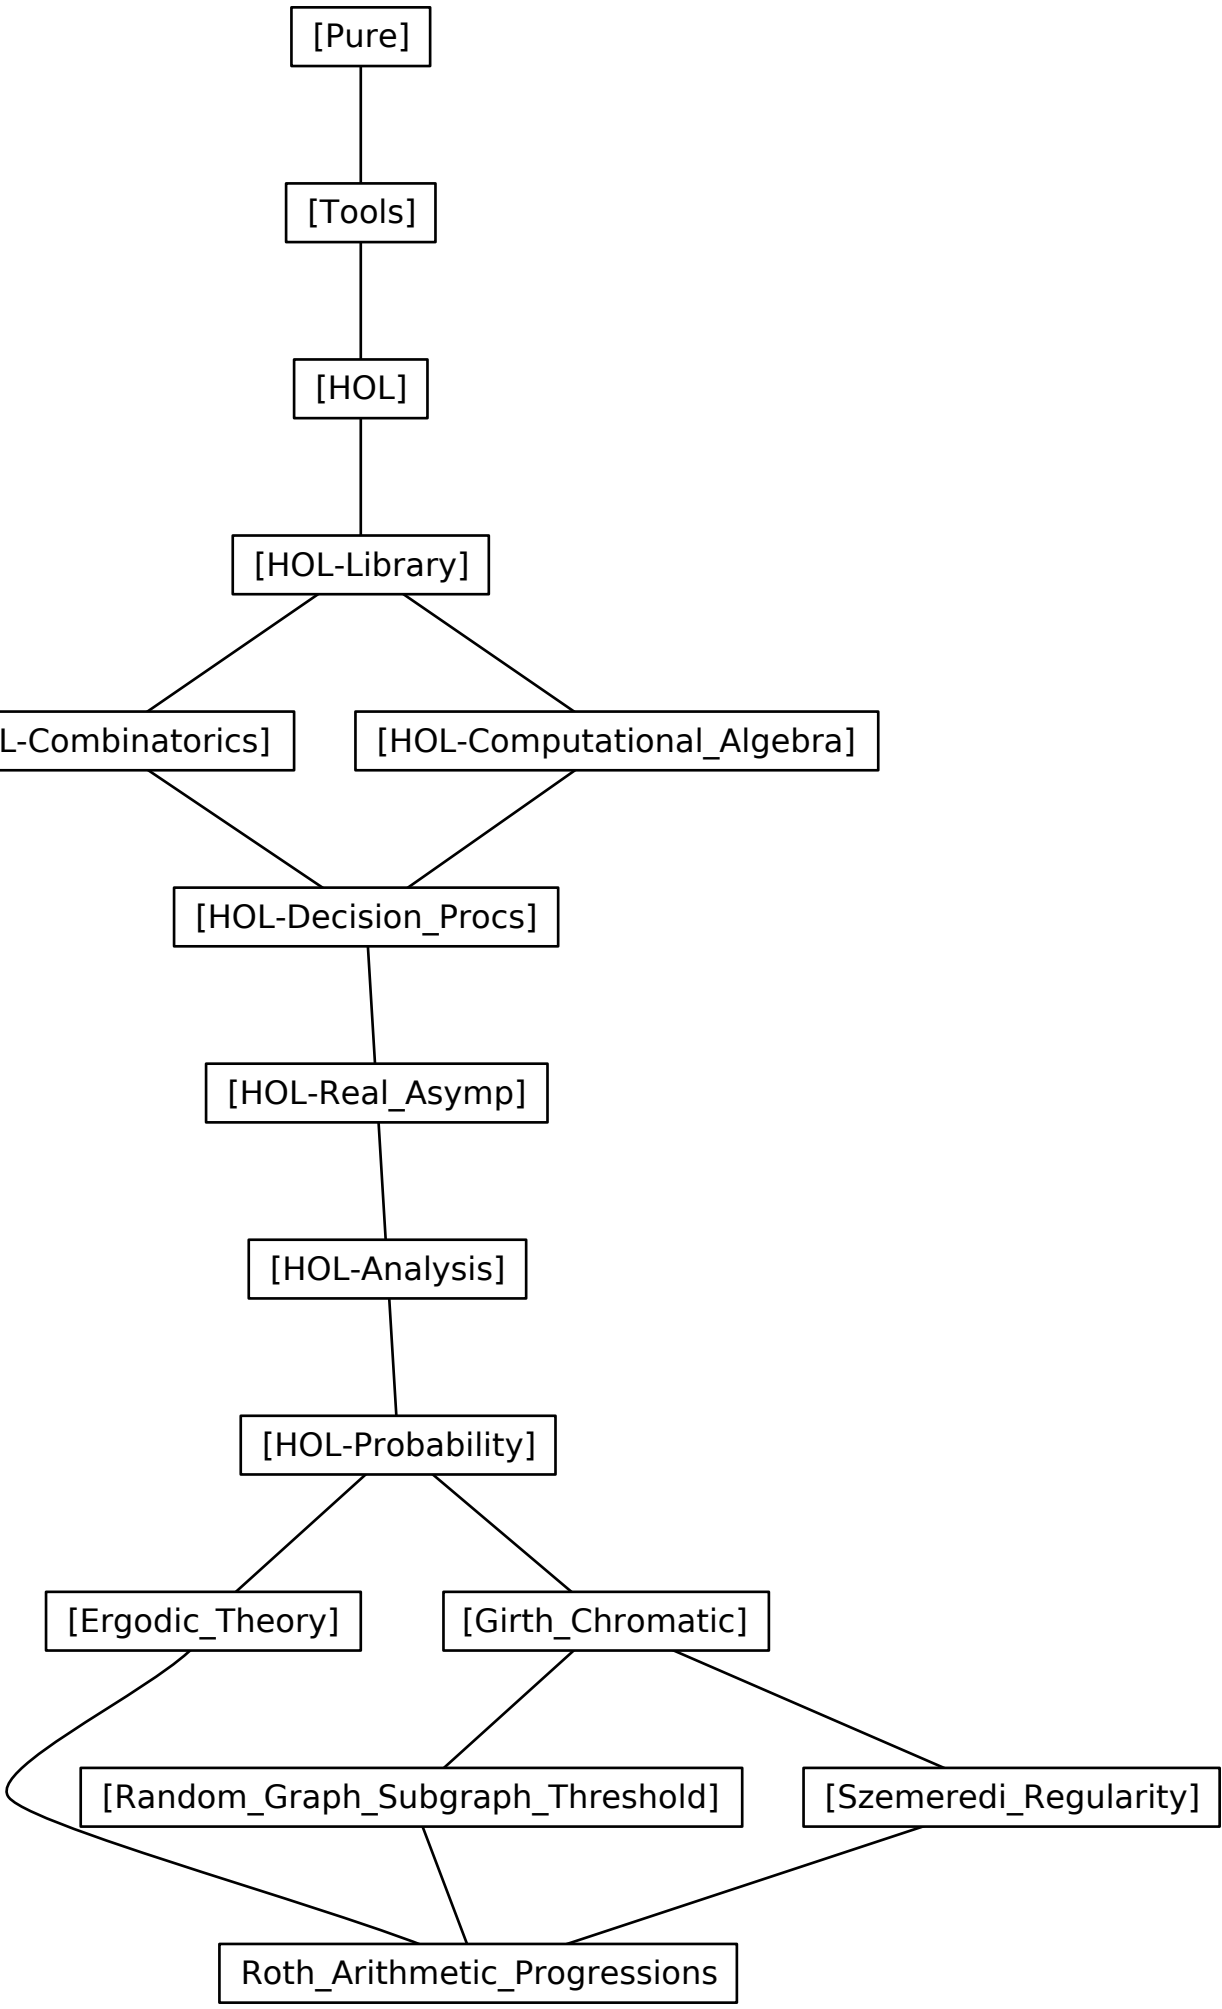 [Pure]
[Tools]
[HOL]
[HOL-Library]
L-Combinatorics]
[HOL-Computational_Algebra]
[HOL-Decision_Procs]
[HOL-Real_Asymp]
[HOL-Analysis]
[HOL-Probability]
[Ergodic_Theory]
[Girth_Chromatic]
[Random_Graph_Subgraph_Threshold]
[Szemeredi_Regularity]
Roth_Arithmetic_Progressions